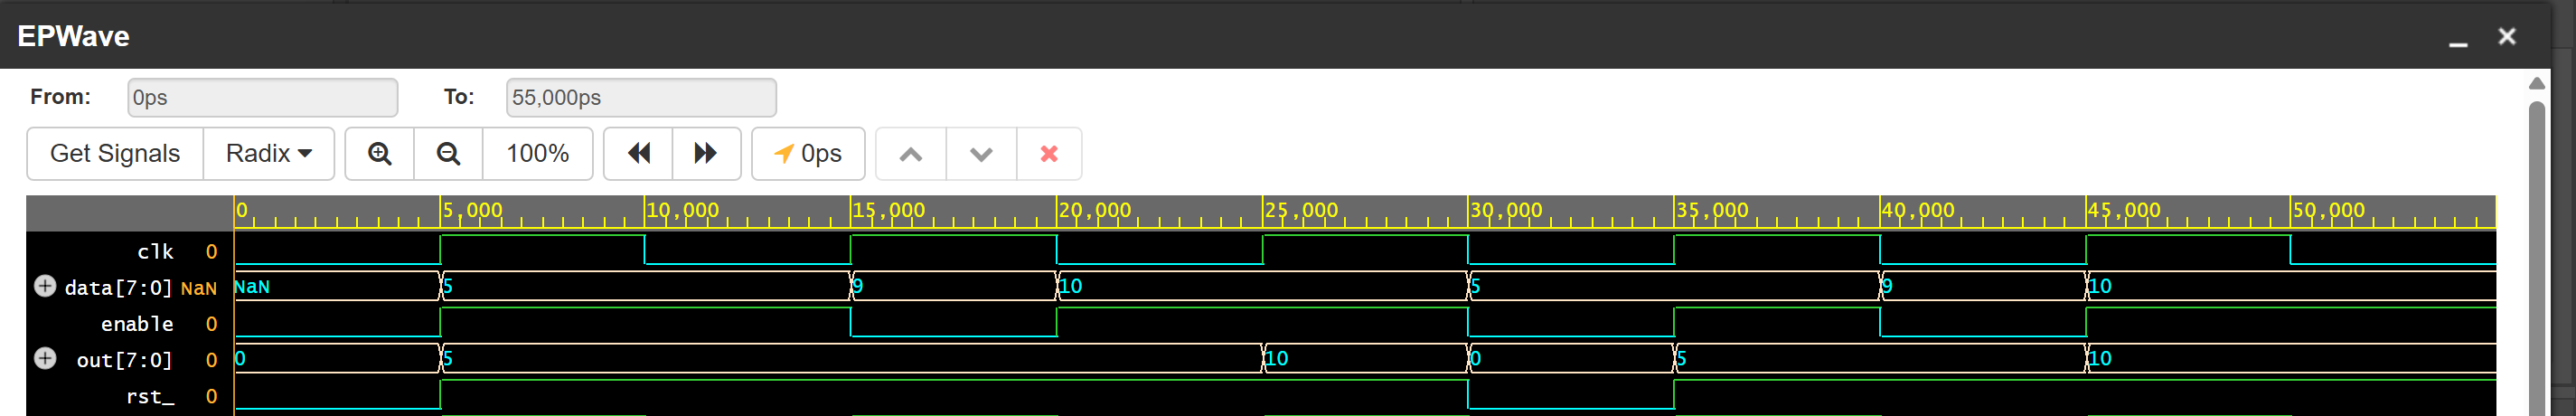 EPWave
From: 0ps To: 55,000ps
Get Signals Radix 100% 0ps
0 5,000 10,000 15,000 20,000 25,000 30,000 35,000 40,000 45,000 50,000
clk 0
data[7:0] NaN NaN 5 9 10 5 9 10
enable 0
out[7:0] 0 0 5 10 0 5 10
rst_ 0